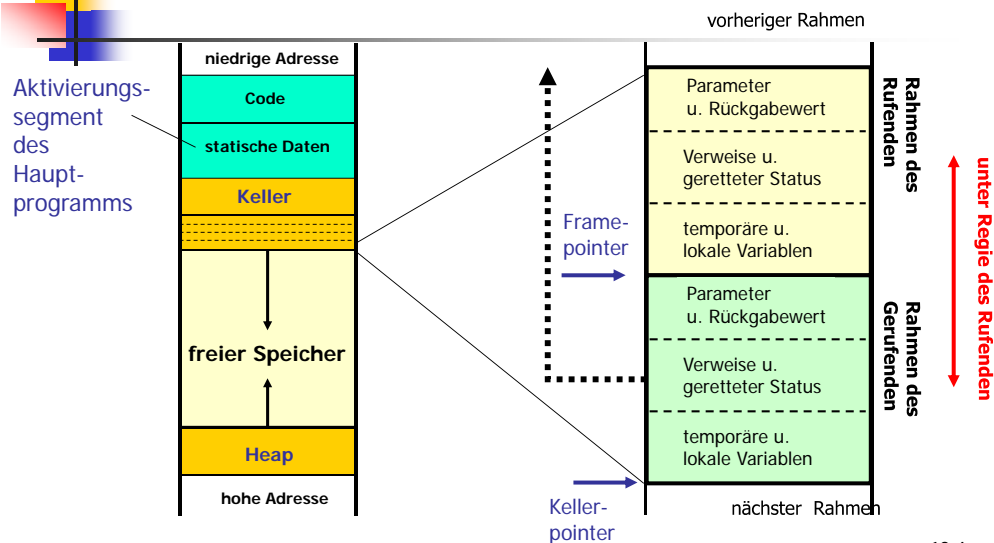 vorheriger Rahmen
niedrige Adresse
Aktivierungs-
segment
des
Haupt-
programms
Code
statische Daten
Keller
freier Speicher
Heap
hohe Adresse
Frame-
pointer
Keller-
pointer
Parameter
u. Rückgabewert
Verweise u.
geretteter Status
temporäre u.
lokale Variablen
Parameter
u. Rückgabewert
Verweise u.
geretteter Status
temporäre u.
lokale Variablen
nächster Rahmen
Rahmen des
Rufenden
Rahmen des
Gerufenden
unter Regie des Rufenden